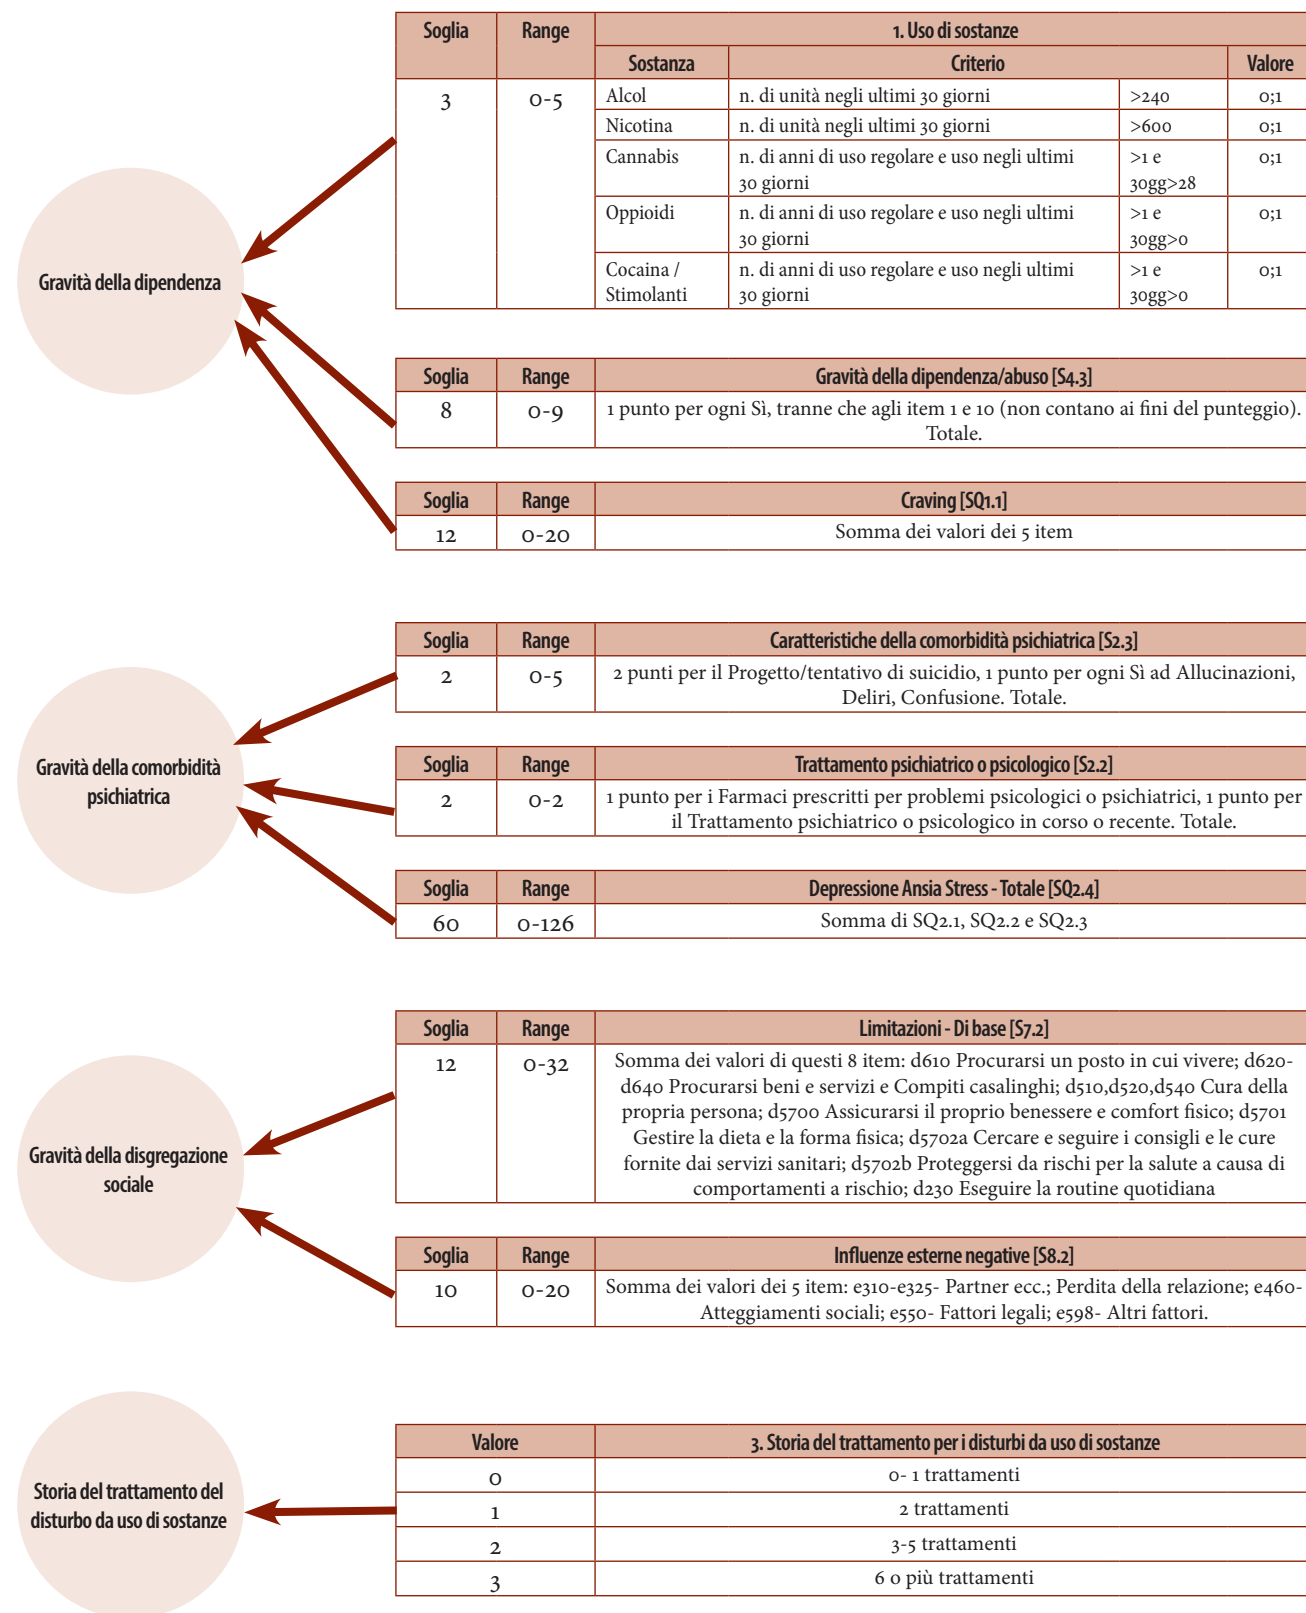 Soglia Range 1. Uso di sostanze
Sostanza Criterio Valore
3 0-5 Alcol n. di unità negli ultimi 30 giorni >240 0;1
Nicotina n. di unità negli ultimi 30 giorni >600 0;1
Cannabis n. di anni di uso regolare e uso negli ultimi >1 e 0;1
30 giorni 30gg>28
Oppioidi n. di anni di uso regolare e uso negli ultimi >1 e 0;1
30 giorni 30gg>0
Cocaina / n. di anni di uso regolare e uso negli ultimi >1 e 0;1
Stimolanti 30 giorni 30gg>0
Gravità della dipendenza
Soglia Range Gravità della dipendenza/abuso [S4.3]
8 0-9 1 punto per ogni Sì, tranne che agli item 1 e 10 (non contano ai fini del punteggio).
Totale.
Soglia Range Craving [SQ1.1]
12 0-20 Somma dei valori dei 5 item
Soglia Range Caratteristiche della comorbidità psichiatrica [S2.3]
2 0-5 2 punti per il Progetto/tentativo di suicidio, 1 punto per ogni Sì ad Allucinazioni,
Deliri, Confusione. Totale.
Gravità della comorbidità
psichiatrica
Soglia Range Trattamento psichiatrico o psicologico [S2.2]
2 0-2 1 punto per i Farmaci prescritti per problemi psicologici o psichiatrici, 1 punto per
il Trattamento psichiatrico o psicologico in corso o recente. Totale.
Soglia Range Depressione Ansia Stress - Totale [SQ2.4]
60 0-126 Somma di SQ2.1, SQ2.2 e SQ2.3
Soglia Range Limitazioni - Di base [S7.2]
12 0-32 Somma dei valori di questi 8 item: d610 Procurarsi un posto in cui vivere; d620-
d640 Procurarsi beni e servizi e Compiti casalinghi; d510,d520,d540 Cura della
propria persona; d5700 Assicurarsi il proprio benessere e comfort fisico; d5701
Gestire la dieta e la forma fisica; d5702a Cercare e seguire i consigli e le cure
fornite dai servizi sanitari; d5702b Proteggersi da rischi per la salute a causa di
comportamenti a rischio; d230 Eseguire la routine quotidiana
Gravità della disgregazione
sociale
Soglia Range Influenze esterne negative [S8.2]
10 0-20 Somma dei valori dei 5 item: e310-e325- Partner ecc.; Perdita della relazione; e460-
Atteggiamenti sociali; e550- Fattori legali; e598- Altri fattori.
Storia del trattamento del
disturbo da uso di sostanze
Valore 3. Storia del trattamento per i disturbi da uso di sostanze
0 0- 1 trattamenti
1 2 trattamenti
2 3-5 trattamenti
3 6 o più trattamenti